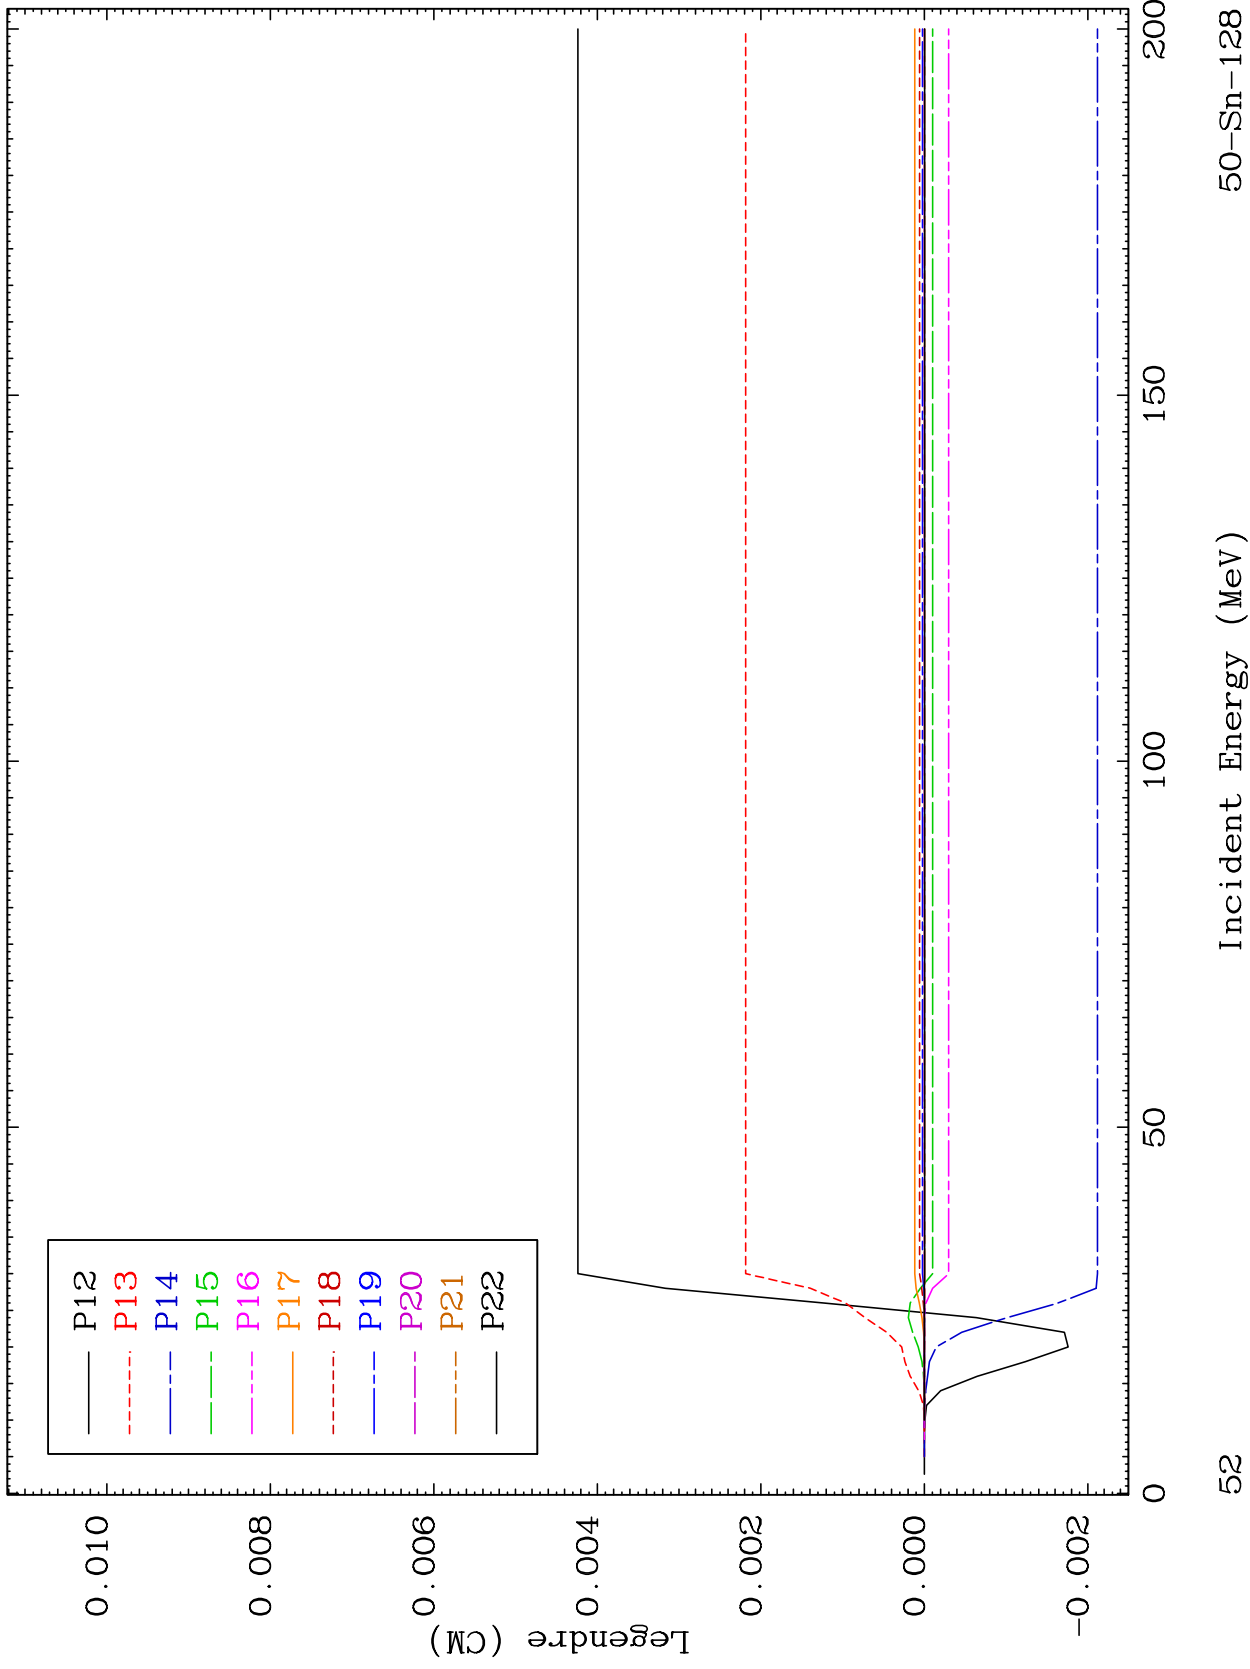 Legendre (CM)
0.010
0.008
0.006
0.004
0.002
0.000
-0.002
P12
P13
P14
P15
P16
P17
P18
P19
P20
P21
P22
0
50
100
150
200
52
Incident Energy (MeV)
50-Sn-128